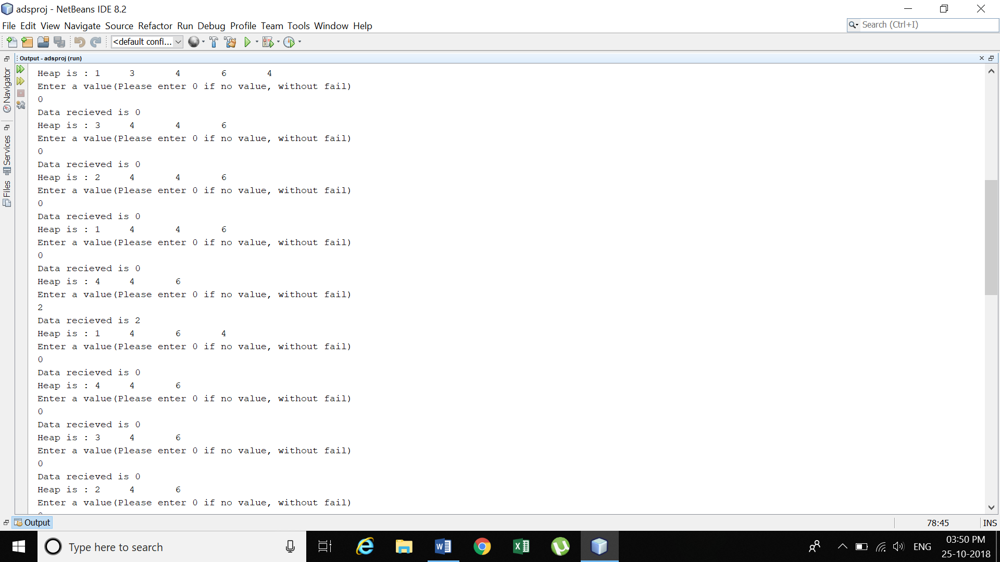 adsproj - NetBeans IDE 8.2
File Edit View Navigate Source Refactor Run Debug Profile Team Tools Window Help
Search (Ctrl+I)
<default confi...
Output - adsproj (run)
Navigator
Services
Files
Heap is : 1 3 4 6 4
Enter a value(Please enter 0 if no value, without fail)
0
Data recieved is 0
Heap is : 3 4 4 6
Enter a value(Please enter 0 if no value, without fail)
0
Data recieved is 0
Heap is : 2 4 4 6
Enter a value(Please enter 0 if no value, without fail)
0
Data recieved is 0
Heap is : 1 4 4 6
Enter a value(Please enter 0 if no value, without fail)
0
Data recieved is 0
Heap is : 4 4 6
Enter a value(Please enter 0 if no value, without fail)
2
Data recieved is 2
Heap is : 1 4 6 4
Enter a value(Please enter 0 if no value, without fail)
0
Data recieved is 0
Heap is : 4 4 6
Enter a value(Please enter 0 if no value, without fail)
0
Data recieved is 0
Heap is : 3 4 6
Enter a value(Please enter 0 if no value, without fail)
0
Data recieved is 0
Heap is : 2 4 6
Enter a value(Please enter 0 if no value, without fail)
Output
78:45
INS
Type here to search
ENG
03:50 PM
25-10-2018